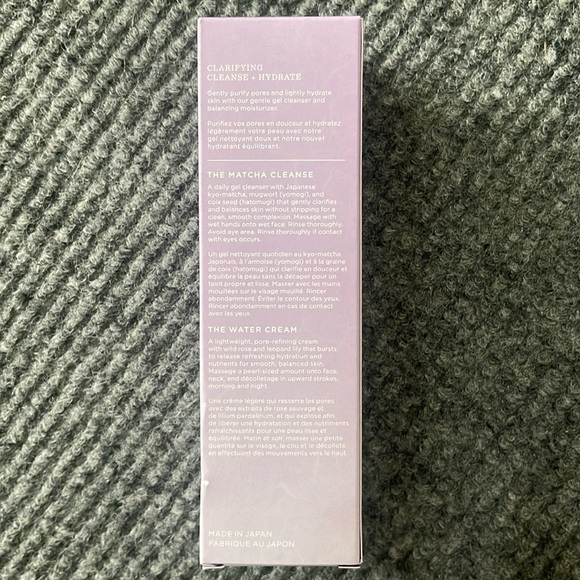 CLARIFYING
CLEANSE + HYDRATE
Gently purify pores and lightly hydrate
skin with our gentle gel cleanser and
balancing moisturizer.
Purifiez vos pores en douceur et hydratez
légèrement votre peau avec notre
gel nettoyant doux et notre nouvel
hydratant équilibrant.
THE MATCHA CLEANSE
A daily gel cleanser with Japanese
kyo-matcha, mugwort (yomogi), and
coix seed (hatomugi) that gently clarifies
and balances skin without stripping for a
clean, smooth complexion. Massage with
wet hands onto wet face. Rinse thoroughly.
Avoid eye area. Rinse thoroughly if contact
with eyes occurs.
Un gel nettoyant quotidien au kyo-matcha
Japonais, à l'armoise (yomogi) et à la graine
de coix (hatomugi) qui clarifie en douceur et
équilibre la peau sans la décaper pour un
teint propre et lisse. Masser avec les mains
mouillées sur le visage mouillé. Rincer
abondamment. Éviter le contour des yeux.
Rincer abondamment en cas de contact
avec les yeux.
THE WATER CREAM
A lightweight, pore-refining cream
with wild rose and leopard lily that bursts
to release refreshing hydration and
nutrients for smooth, balanced skin.
Massage a pearl-sized amount onto face,
neck, and décolletage in upward strokes,
morning and night.
Une crème légère qui resserre les pores
avec des extraits de rose sauvage et
de lilium pardalinum, et qui explose afin
de libérer une hydratation et des nutriments
rafraîchissants pour une peau lisse et
équilibrée. Matin et soir, masser une petite
quantité sur le visage, le cou et le décolleté
en effectuant des mouvements vers le haut.
MADE IN JAPAN
FABRIQUE AU JAPON